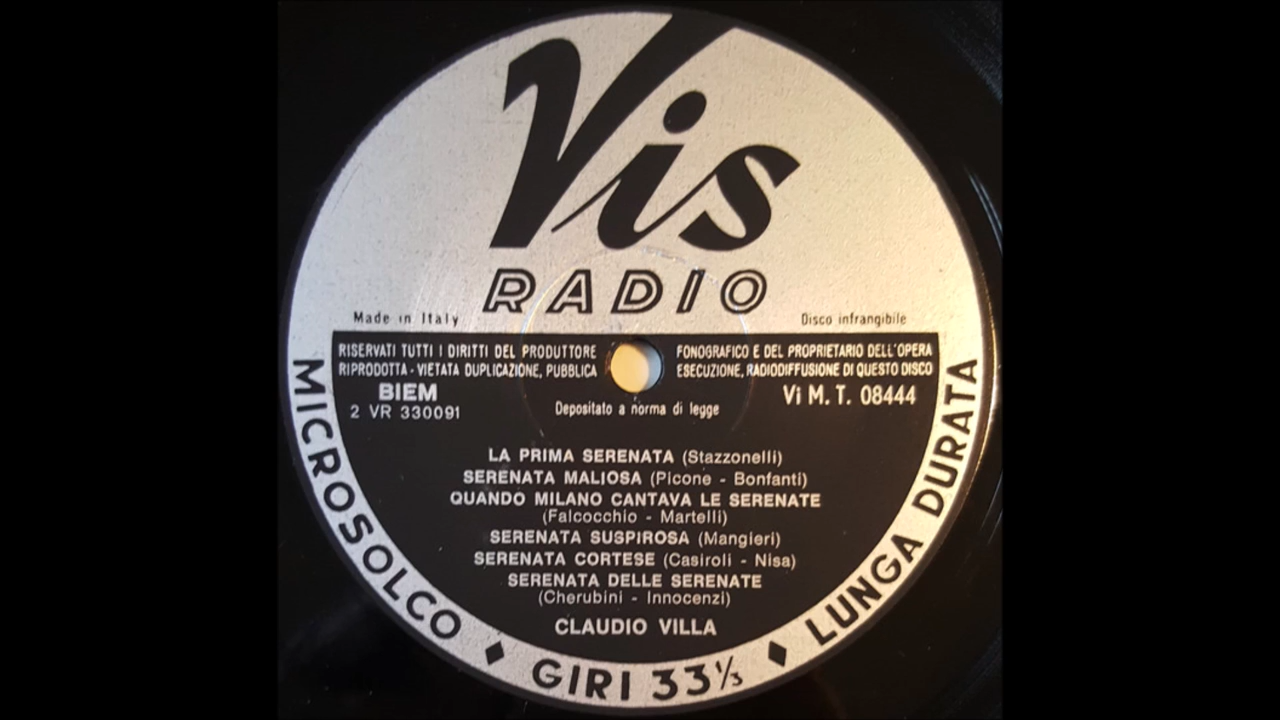 Vis
RADIO
Made in Italy
Disco infrangibile
RISERVATI TUTTI I DIRITTI DEL PRODUTTORE FONOGRAFICO E DEL PROPRIETARIO DELL'OPERA
RIPRODOTTA - VIETATA DUPLICAZIONE, PUBBLICA ESECUZIONE, RADIODIFFUSIONE DI QUESTO DISCO
BIEM
2 VR 330091
Vi M. T. 08444
Depositato a norma di legge
LA PRIMA SERENATA (Stazzonelli)
SERENATA MALIOSA (Picone - Bonfanti)
QUANDO MILANO CANTAVA LE SERENATE
(Falcocchio - Martelli)
SERENATA SUSPIROSA (Mangieri)
SERENATA CORTESE (Casiroli - Nisa)
SERENATA DELLE SERENATE
(Cherubini - Innocenzi)
CLAUDIO VILLA
MICROSOLCO ♦ GIRI 33⅓ ♦ LUNGA DURATA